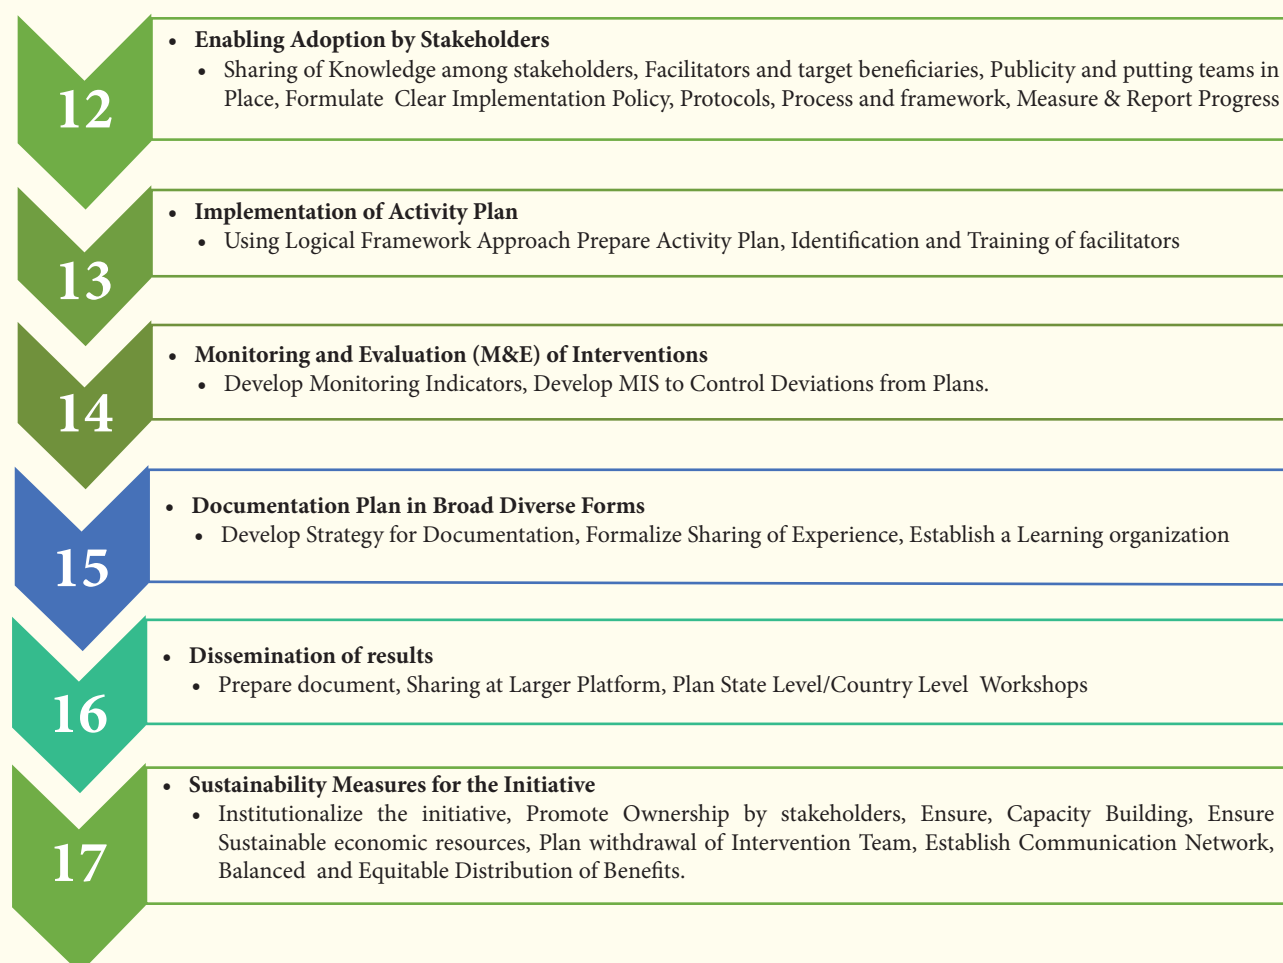 12
• Enabling Adoption by Stakeholders
• Sharing of Knowledge among stakeholders, Facilitators and target beneficiaries, Publicity and putting teams in
Place, Formulate Clear Implementation Policy, Protocols, Process and framework, Measure & Report Progress
13
• Implementation of Activity Plan
• Using Logical Framework Approach Prepare Activity Plan, Identification and Training of facilitators
14
• Monitoring and Evaluation (M&E) of Interventions
• Develop Monitoring Indicators, Develop MIS to Control Deviations from Plans.
15
• Documentation Plan in Broad Diverse Forms
• Develop Strategy for Documentation, Formalize Sharing of Experience, Establish a Learning organization
16
• Dissemination of results
• Prepare document, Sharing at Larger Platform, Plan State Level/Country Level Workshops
17
• Sustainability Measures for the Initiative
• Institutionalize the initiative, Promote Ownership by stakeholders, Ensure, Capacity Building, Ensure
Sustainable economic resources, Plan withdrawal of Intervention Team, Establish Communication Network,
Balanced and Equitable Distribution of Benefits.